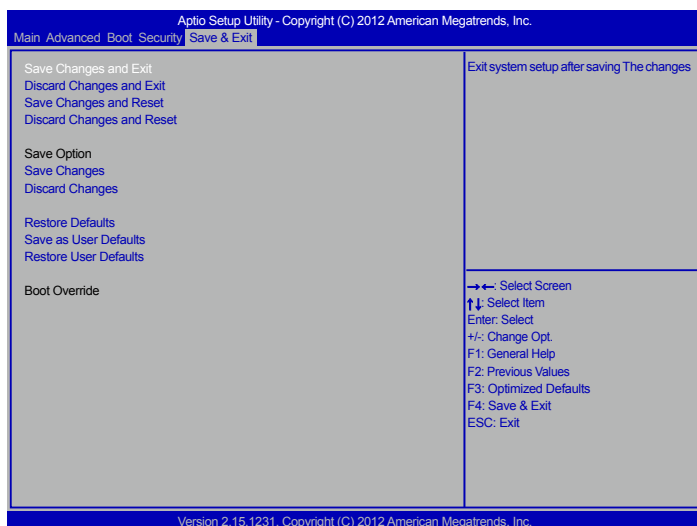 Aptio Setup Utility - Copyright (C) 2012 American Megatrends, Inc.
Main Advanced Boot Security Save & Exit
Save Changes and Exit
Discard Changes and Exit
Save Changes and Reset
Discard Changes and Reset
Save Option
Save Changes
Discard Changes
Restore Defaults
Save as User Defaults
Restore User Defaults
Boot Override
Exit system setup after saving The changes
→←: Select Screen
↑↓: Select Item
Enter: Select
+/-: Change Opt.
F1: General Help
F2: Previous Values
F3: Optimized Defaults
F4: Save & Exit
ESC: Exit
Version 2.15.1231. Copyright (C) 2012 American Megatrends, Inc.